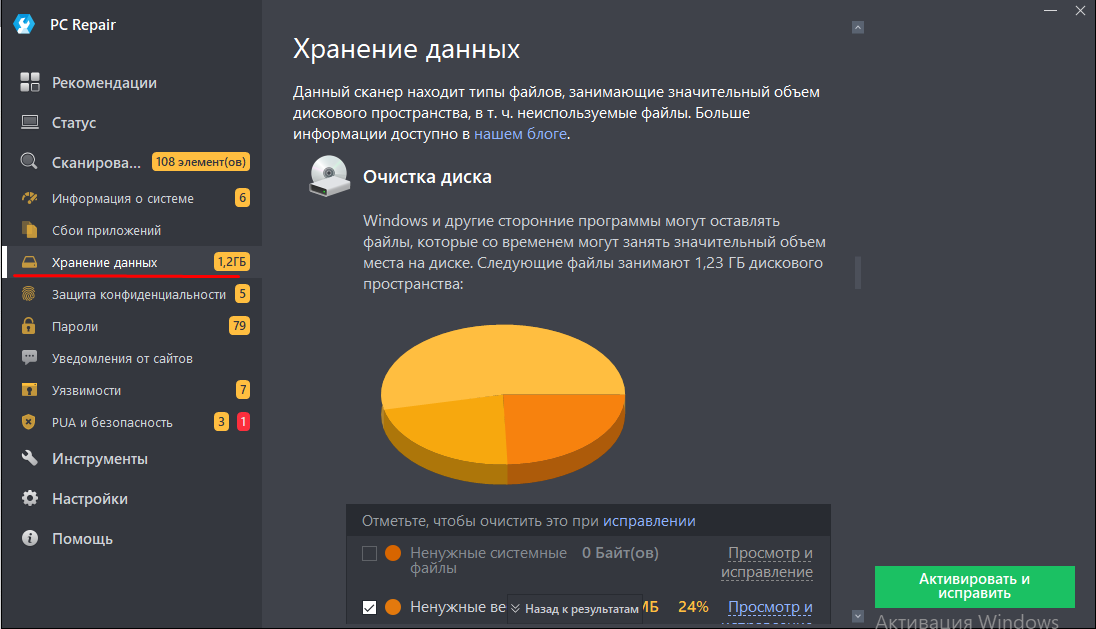 PC Repair
Рекомендации
Статус
Сканирова... 108 элемент(ов)
Информация о системе 6
Сбои приложений
Хранение данных 1,2ГБ
Защита конфиденциальности 5
Пароли 79
Уведомления от сайтов
Уязвимости 7
PUA и безопасность 3 1
Инструменты
Настройки
Помощь
Хранение данных
Данный сканер находит типы файлов, занимающие значительный объем
дискового пространства, в т. ч. неиспользуемые файлы. Больше
информации доступно в нашем блоге.
Очистка диска
Windows и другие сторонние программы могут оставлять
файлы, которые со временем могут занять значительный объем
места на диске. Следующие файлы занимают 1,23 ГБ дискового
пространства:
Отметьте, чтобы очистить это при исправлении
Ненужные системные 0 Байт(ов) Просмотр и
файлы исправление
Ненужные ве Назад к результатам МБ 24% Просмотр и
Активировать и
исправить
Активация Windows